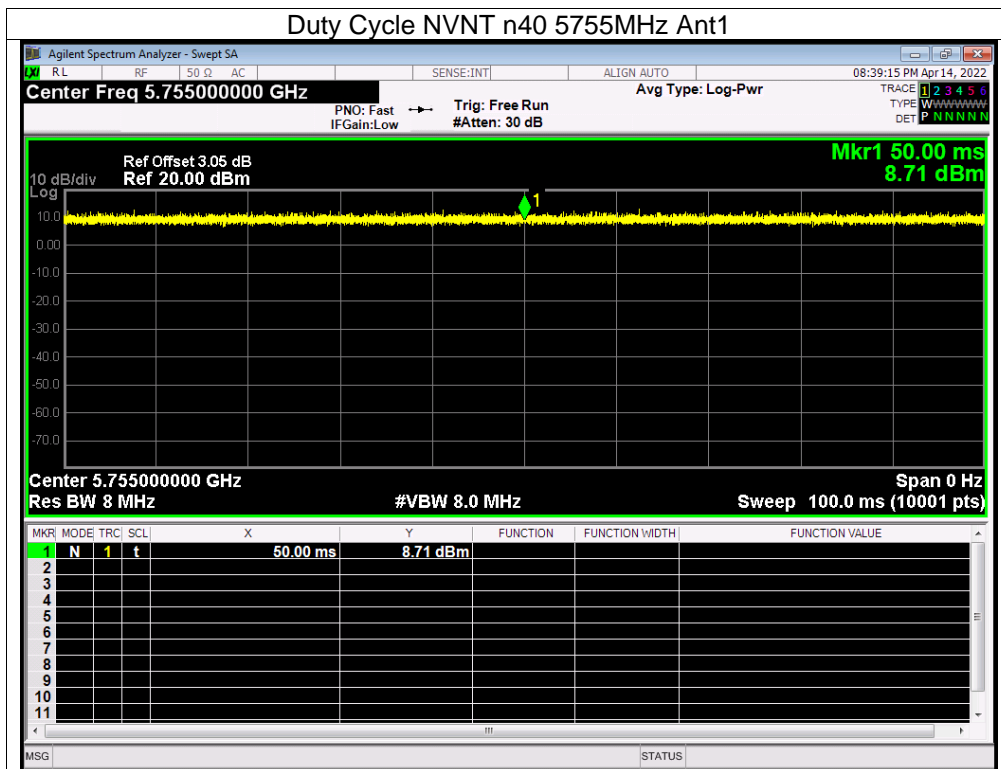 Duty Cycle NVNT n40 5755MHz Ant1
Agilent Spectrum Analyzer - Swept SA
LXI RL RF 50 Ω AC SENSE:INT ALIGN AUTO 08:39:15 PM Apr 14, 2022
Center Freq 5.755000000 GHz Avg Type: Log-Pwr TRACE 1 2 3 4 5 6
PNO: Fast Trig: Free Run TYPE WWWWWW
IFGain:Low #Atten: 30 dB DET P N N N N N
Mkr1 50.00 ms
8.71 dBm
Ref Offset 3.05 dB
10 dB/div Ref 20.00 dBm
Log
1
10.0
0.00
-10.0
-20.0
-30.0
-40.0
-50.0
-60.0
-70.0
Center 5.755000000 GHz Span 0 Hz
Res BW 8 MHz #VBW 8.0 MHz Sweep 100.0 ms (10001 pts)
MKR MODE TRC SCL X Y FUNCTION FUNCTION WIDTH FUNCTION VALUE
1 N 1 t 50.00 ms 8.71 dBm
2
3
4
5
6
7
8
9
10
11
MSG STATUS